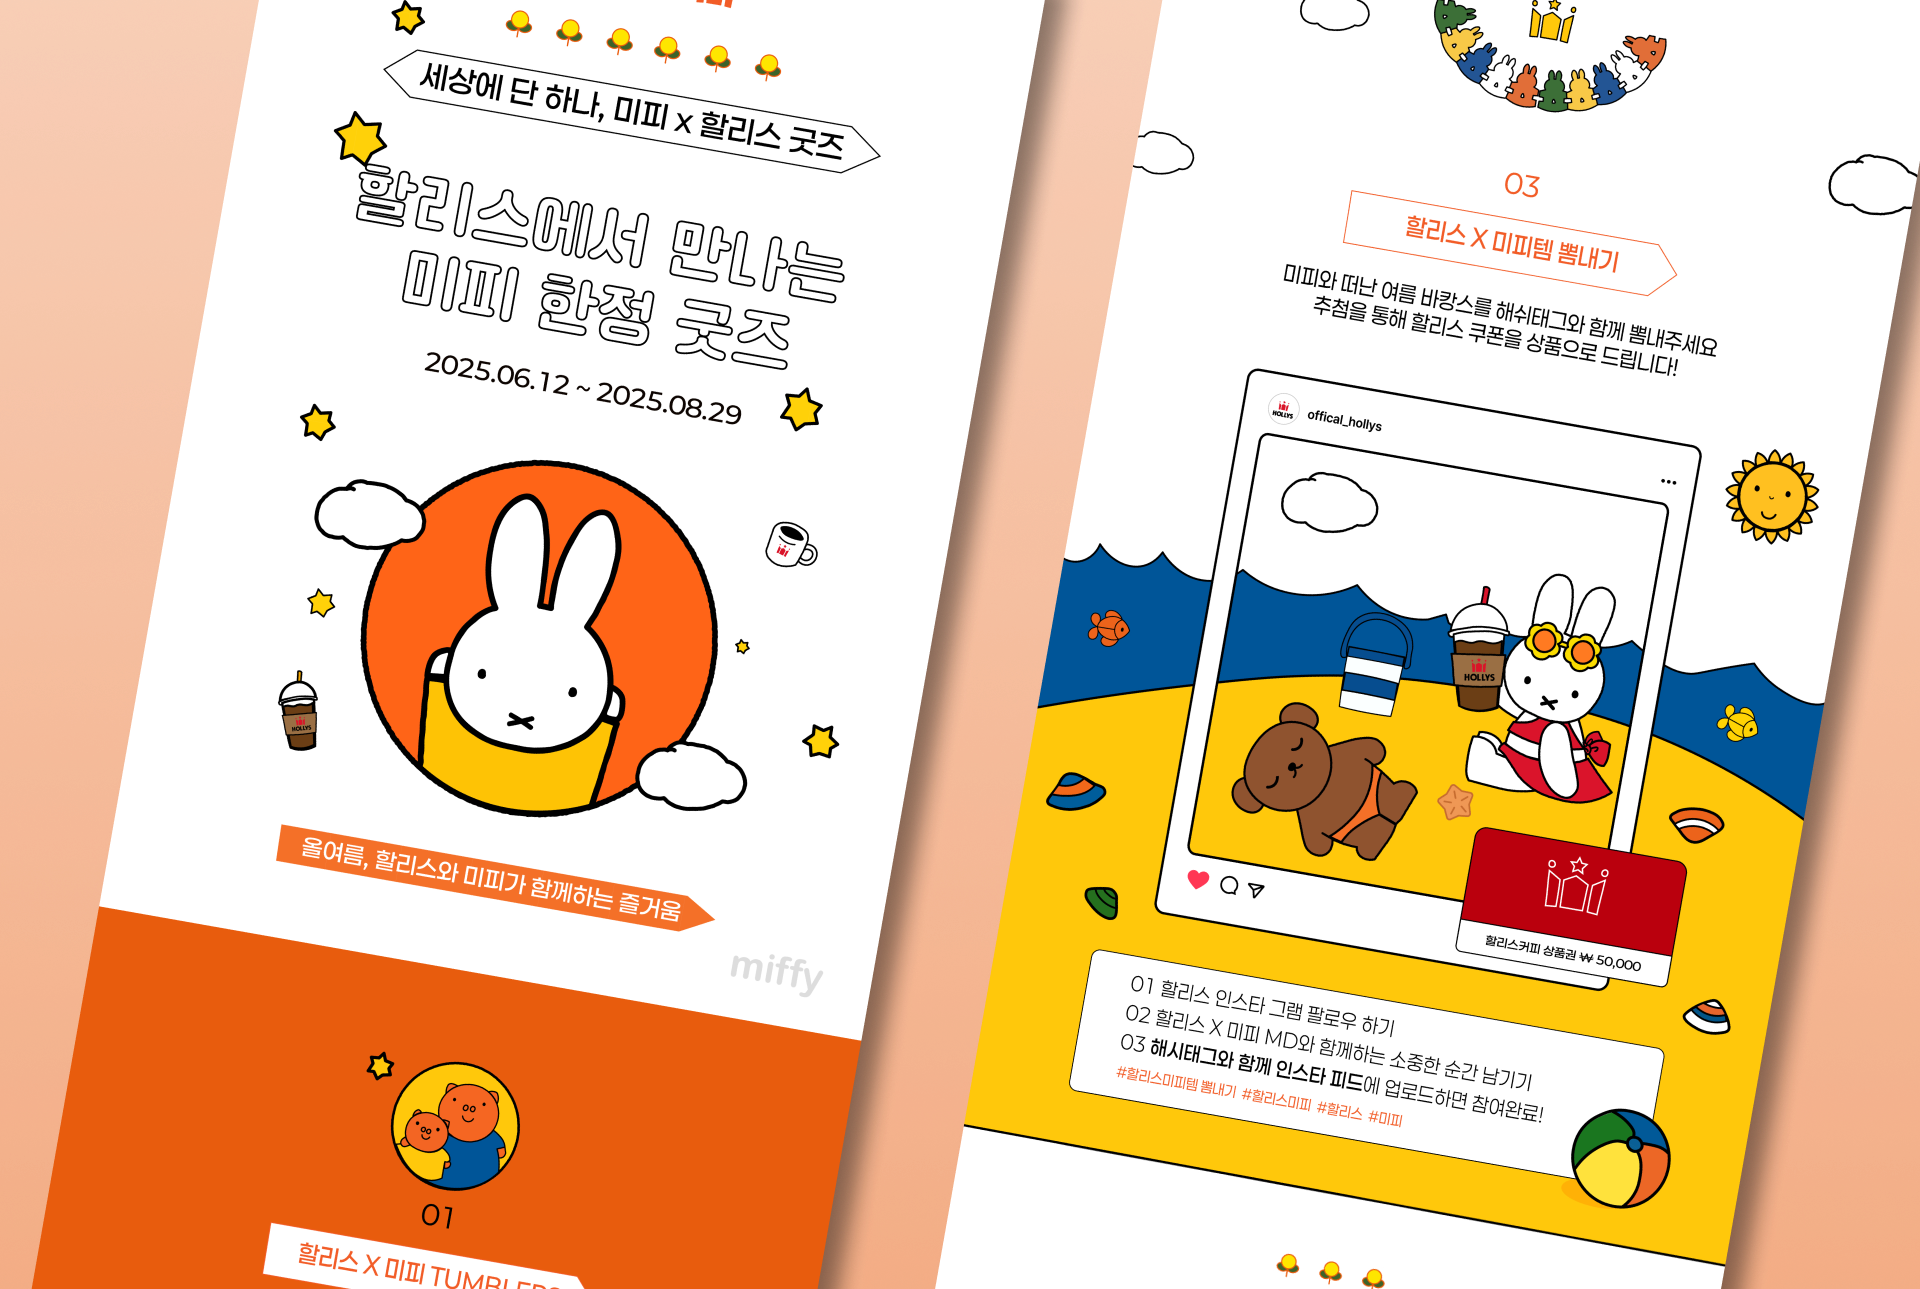 세상에 단 하나, 미피 x 할리스 굿즈
할리스에서 만나는
미피 한정 굿즈
2025.06.12 ~ 2025.08.29
HOLLYS
올여름, 할리스와 미피가 함께하는 즐거움
miffy
01
할리스 X 미피 TUMBLERS
03
할리스 X 미피템 뽐내기
미피와 떠난 여름 바캉스를 해쉬태그와 함께 뽐내주세요
추첨을 통해 할리스 쿠폰을 상품으로 드립니다!
HOLLYS
offical_hollys
HOLLYS
할리스커피 상품권 ₩ 50,000
01 할리스 인스타 그램 팔로우 하기
02 할리스 X 미피 MD와 함께하는 소중한 순간 남기기
03 해시태그와 함께 인스타 피드에 업로드하면 참여완료!
#할리스미피템 뽐내기 #할리스미피 #할리스 #미피